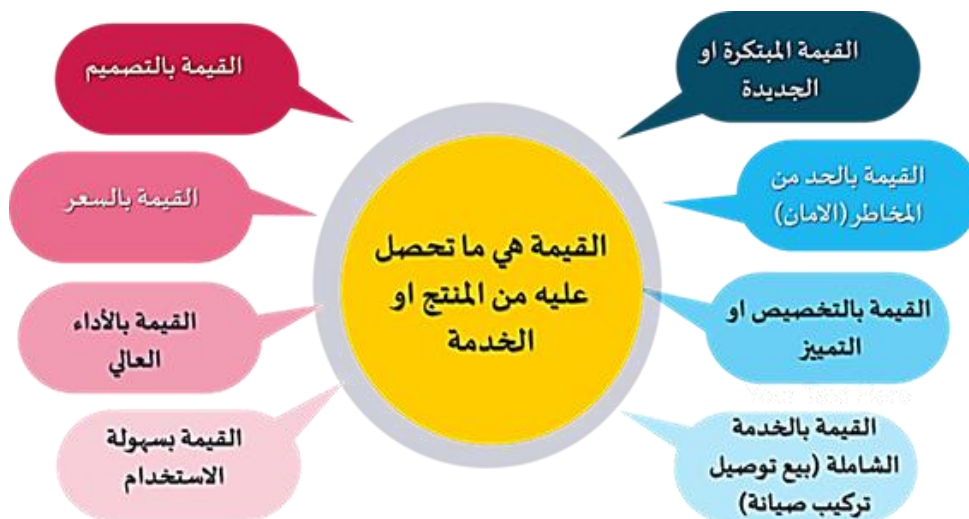 القيمة المبتكرة او
الجديدة
القيمة بالحد من
المخاطر (الامان)
القيمة بالتخصيص او
التمييز
القيمة بالخدمة
الشاملة (بيع توصيل
تركيب صيانة)
القيمة هي ما تحصل
عليه من المنتج او
الخدمة
القيمة بالتصميم
القيمة بالسعر
القيمة بالأداء
العالي
القيمة بسهولة
الاستخدام